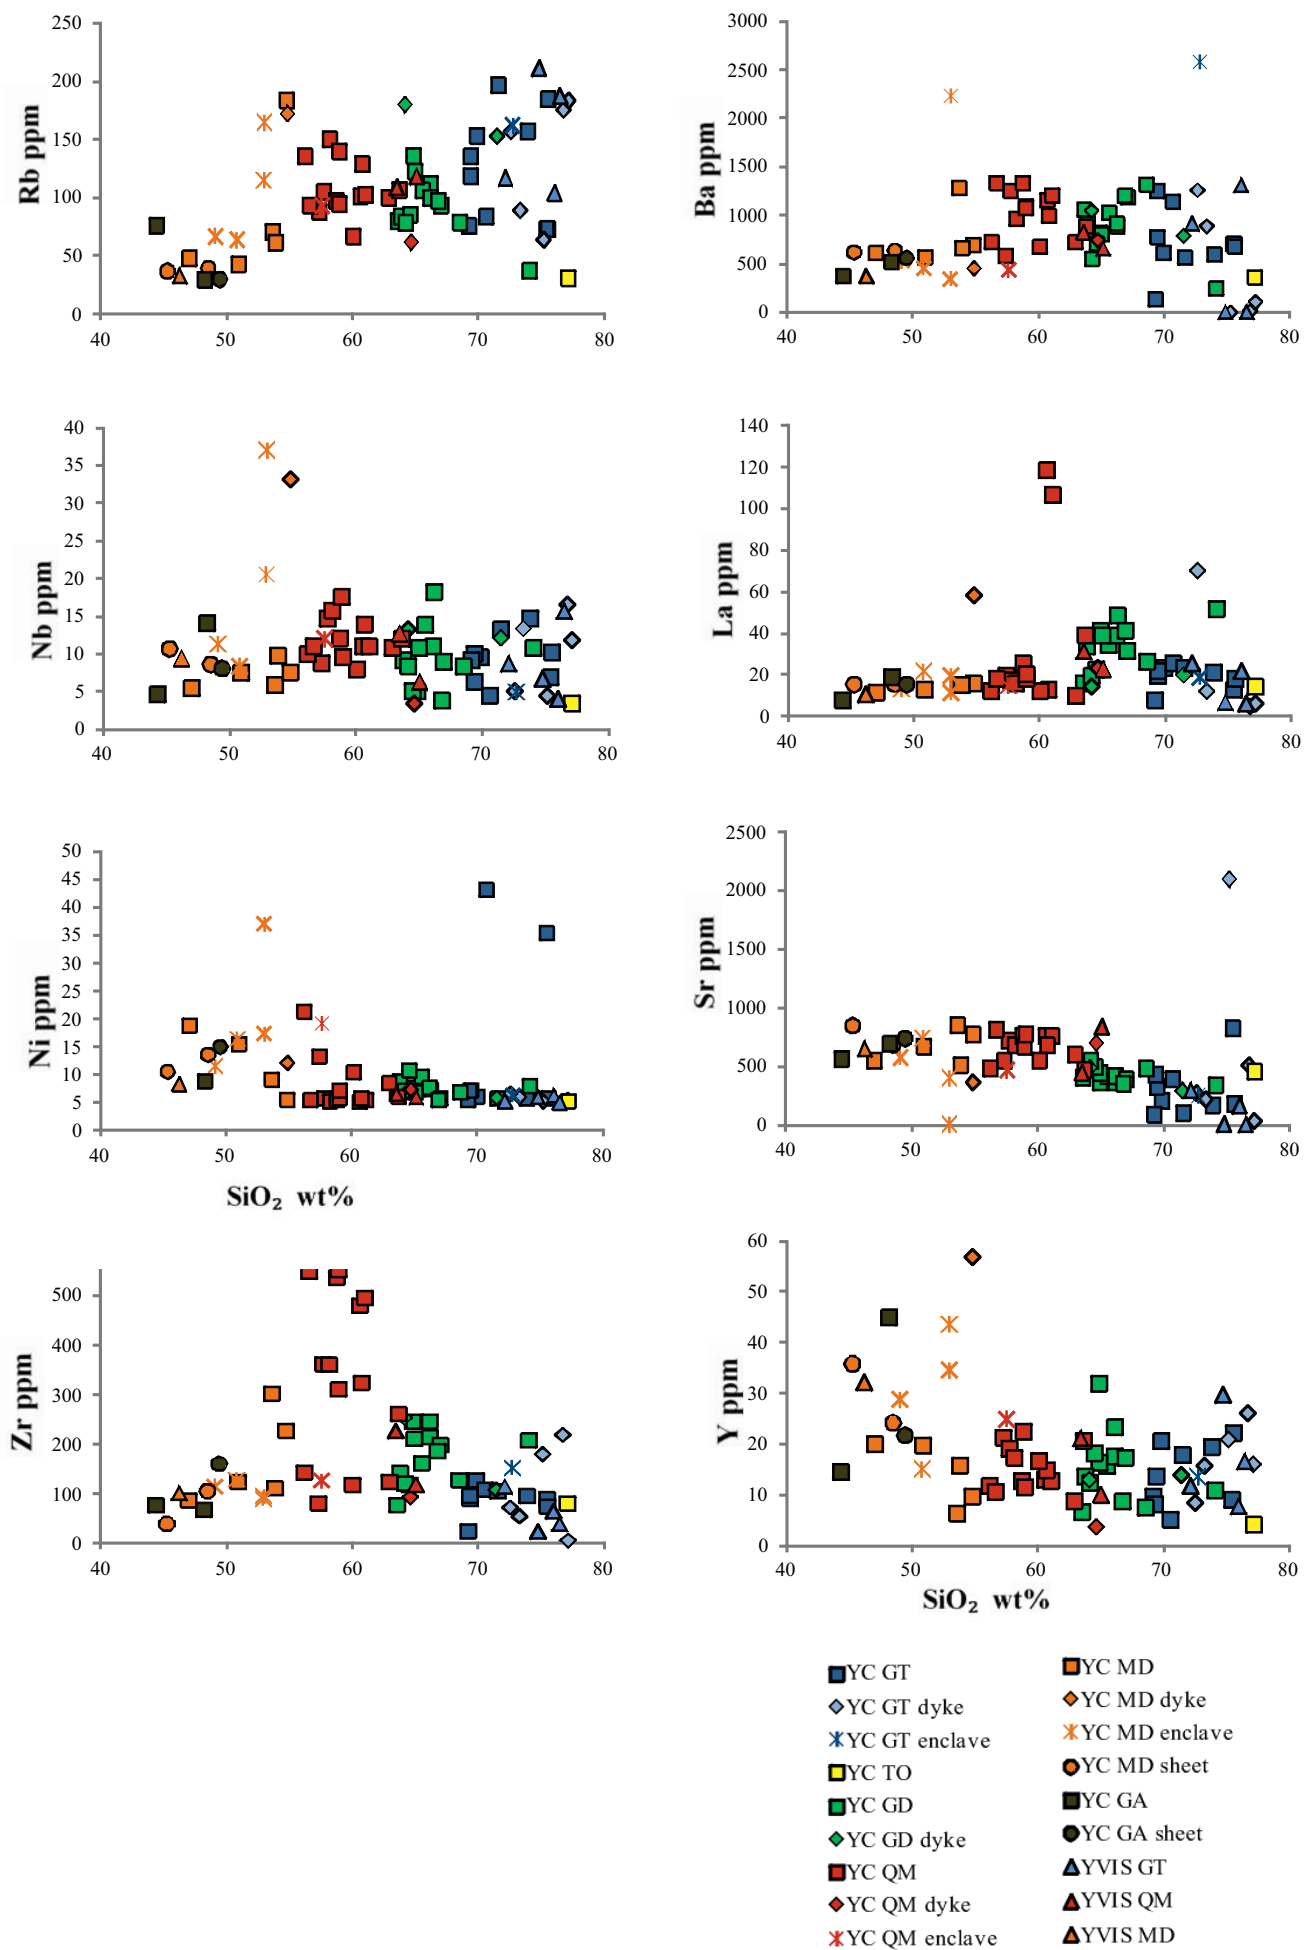 Rb ppm
250
200
150
100
50
0
40 50 60 70 80
Ba ppm
3000
2500
2000
1500
1000
500
0
40 50 60 70 80
Nb ppm
40
35
30
25
20
15
10
5
0
40 50 60 70 80
La ppm
140
120
100
80
60
40
20
0
40 50 60 70 80
Ni ppm
50
45
40
35
30
25
20
15
10
5
0
40 50 60 70 80
SiO₂ wt%
Sr ppm
2500
2000
1500
1000
500
0
40 50 60 70 80
Zr ppm
500
400
300
200
100
0
40 50 60 70 80
Y ppm
60
50
40
30
20
10
0
40 50 60 70 80
SiO₂ wt%
YC GT
YC GT dyke
YC GT enclave
YC TO
YC GD
YC GD dyke
YC QM
YC QM dyke
YC QM enclave
YC MD
YC MD dyke
YC MD enclave
YC MD sheet
YC GA
YC GA sheet
YVIS GT
YVIS QM
YVIS MD